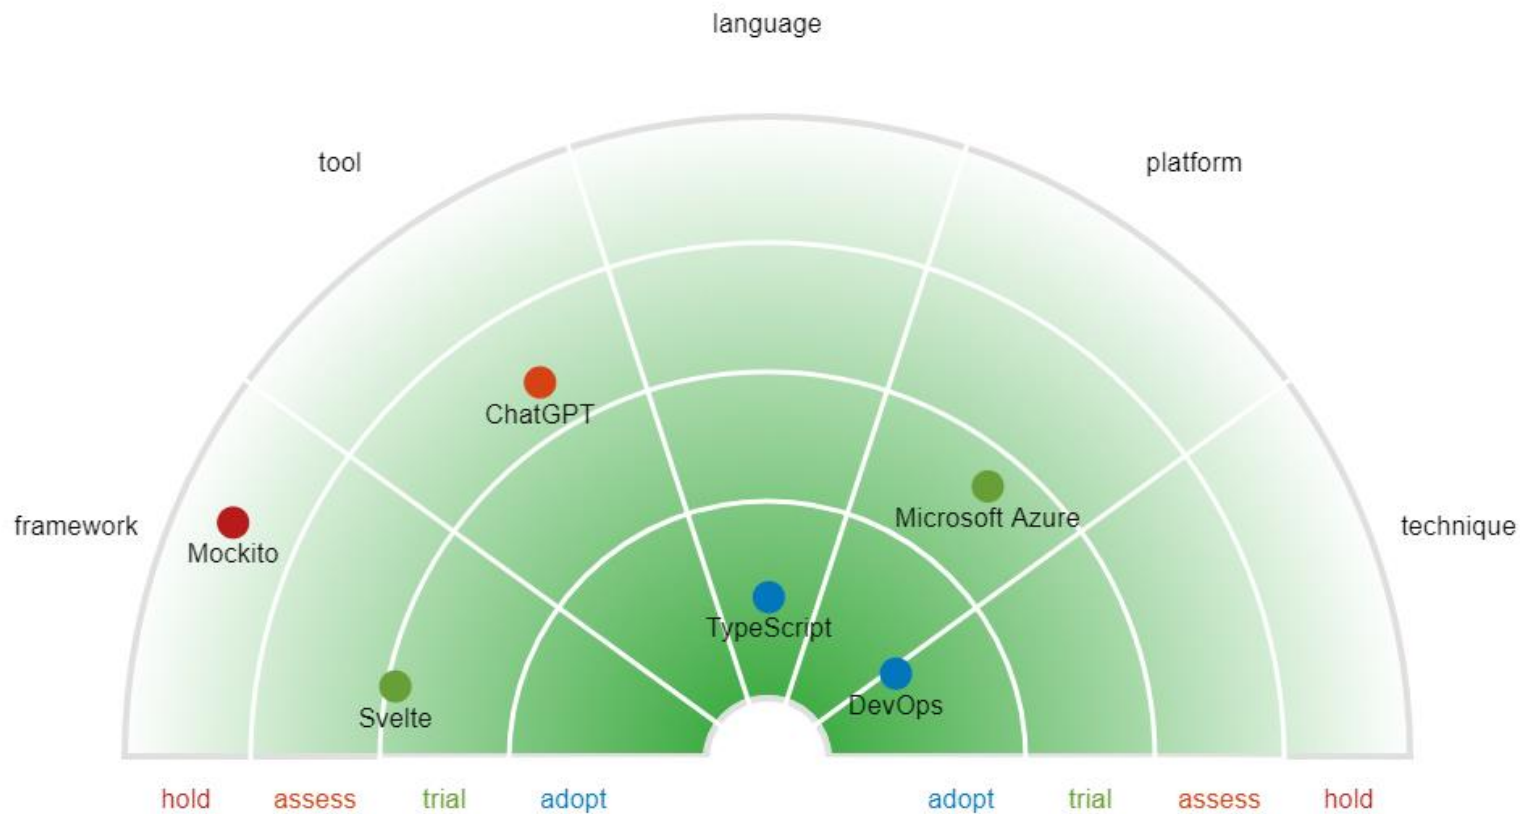 language
tool
platform
ChatGPT
framework
Mockito
Microsoft Azure
technique
TypeScript
Svelte
DevOps
hold assess trial adopt adopt trial assess hold